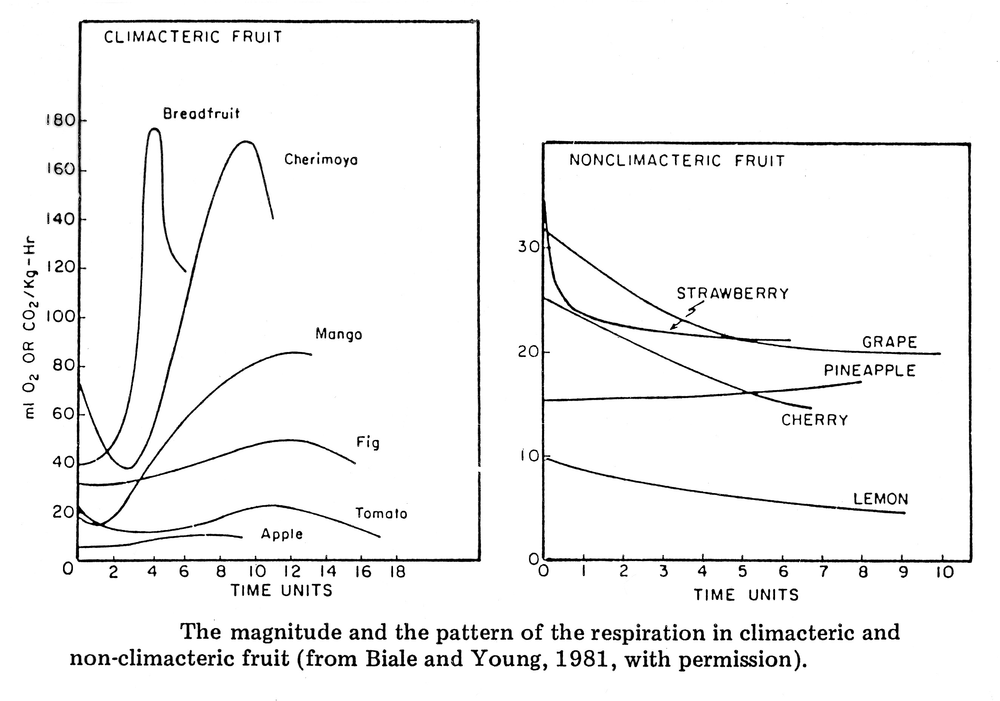 CLIMACTERIC FRUIT
Breadfruit
Cherimoya
Mango
Fig
Tomato
Apple
180
160
140
120
100
80
60
40
20
0
ml O₂ OR CO₂/Kg-Hr
2 4 6 8 10 12 14 16 18
TIME UNITS
NONCLIMACTERIC FRUIT
STRAWBERRY
GRAPE
PINEAPPLE
CHERRY
LEMON
30
20
10
0
0 1 2 3 4 5 6 7 8 9 10
TIME UNITS
The magnitude and the pattern of the respiration in climacteric and
non-climacteric fruit (from Biale and Young, 1981, with permission).